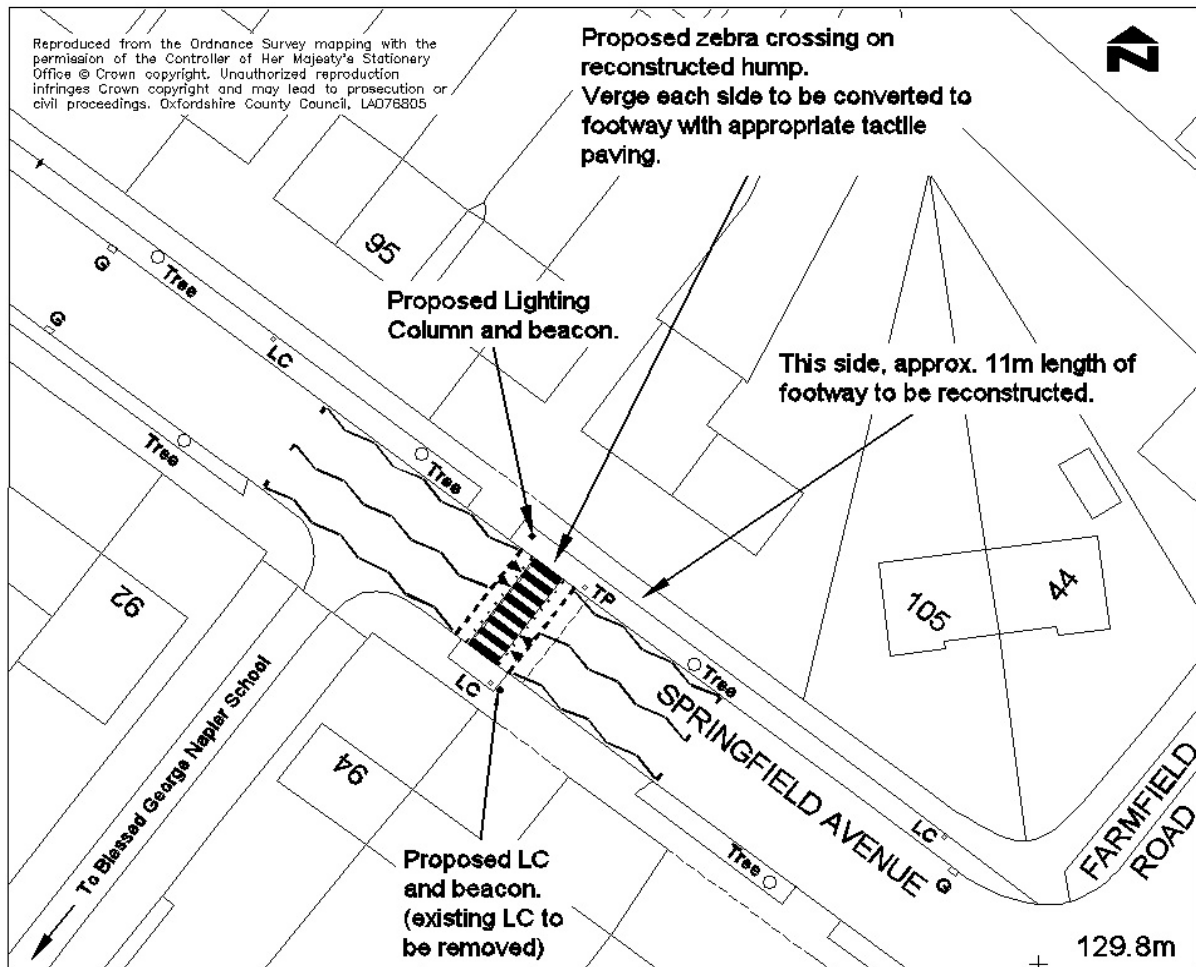 Reproduced from the Ordnance Survey mapping with the
permission of the Controller of Her Majesty's Stationery
Office © Crown copyright. Unauthorized reproduction
infringes Crown copyright and may lead to prosecution or
civil proceedings. Oxfordshire County Council, LA076805
Proposed zebra crossing on
reconstructed hump.
Verge each side to be converted to
footway with appropriate tactile
paving.
N
95
G
Tree
G
LC
Proposed Lighting
Column and beacon.
This side, approx. 11m length of
footway to be reconstructed.
Tree
Tree
TP
92
105
44
Tree
LC
SPRINGFIELD AVENUE
94
To Blessed George Napier School
LC
Tree
G
FARMFIELD
ROAD
Proposed LC
and beacon.
(existing LC to
be removed)
129.8m